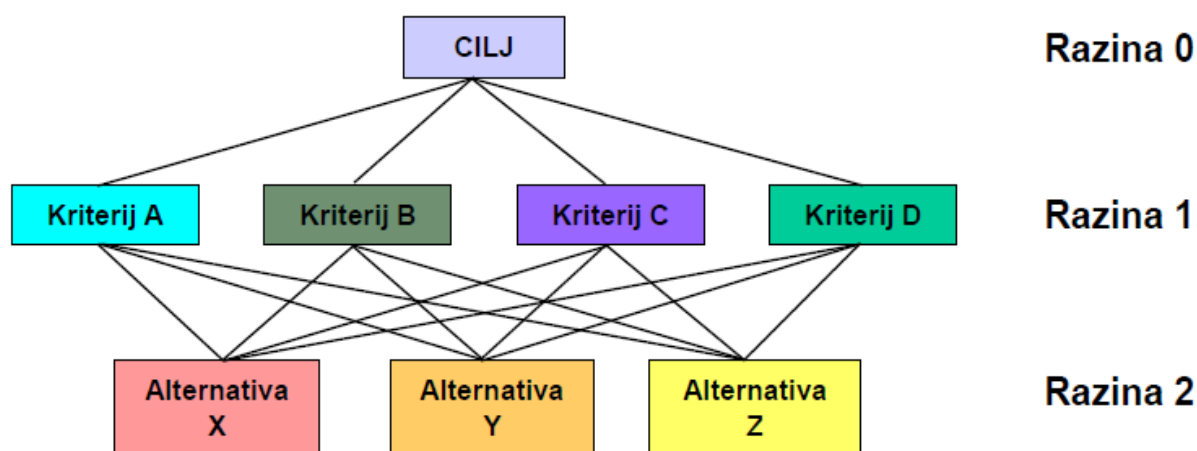 CILJ
Razina 0
Kriterij A
Kriterij B
Kriterij C
Kriterij D
Razina 1
Alternativa
X
Alternativa
Y
Alternativa
Z
Razina 2